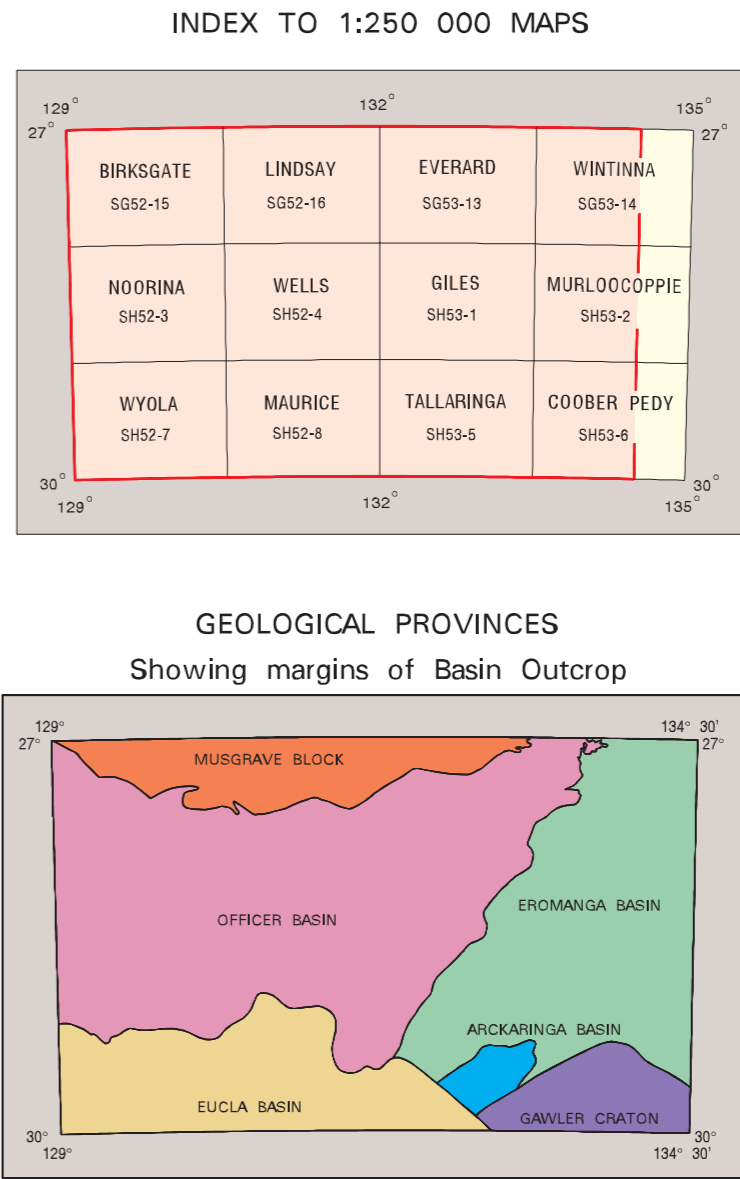 INDEX TO 1:250 000 MAPS
129° 132° 135°
27° 27°
BIRKSGATE LINDSAY EVERARD WINTINNA
SG52-15 SG52-16 SG53-13 SG53-14
NOORINA WELLS GILES MURLOOCOPPIE
SH52-3 SH52-4 SH53-1 SH53-2
WYOLA MAURICE TALLARINGA COOBER PEDY
SH52-7 SH52-8 SH53-5 SH53-6
30° 30°
129° 132° 135°
GEOLOGICAL PROVINCES
Showing margins of Basin Outcrop
129° 134° 30'
27° 27°
MUSGRAVE BLOCK
EROMANGA BASIN
OFFICER BASIN
ARCKARINGA BASIN
EUCLA BASIN
GAWLER CRATON
30° 30°
129° 134° 30'